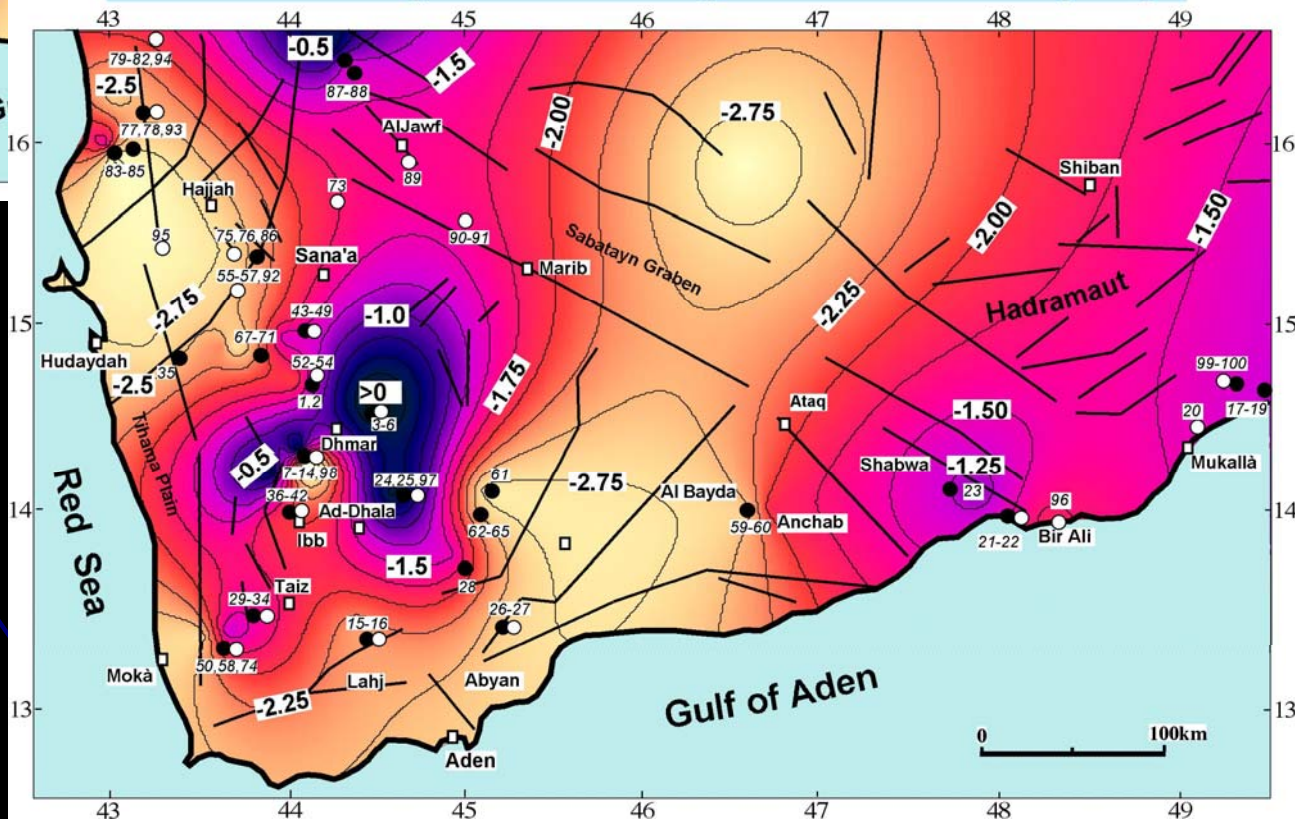 43 44 45 46 47 48 49
-0.5
79-82,94
-1.5
-2.5
87-88
-2.00
-2.75
AlJawf
77,78,93
16 16
83-85
89
Shiban
Hajjah
73
-1.50
95
75,76,86
90-91
-2.00
Sabatayn Graben
Sana'a
Marib
55-57,92
-2.75
43-49
-1.0
-2.25
Hadramaut
15 15
67-71
Hudaydah
52-54
99-100
35
-2.5
1,2
>0
-1.75
17-19
3-6
Ataq
-1.50
20
Tihama Plain
Dhmar
-0.5
7-14,98
24,25,97
61
-2.75
Shabwa
-1.25
Mukallà
Red Sea
36-42
Ad-Dhala
Al Bayda
23
96
14 14
62-65
59-60
Anchab
Ibb
21-22
Bir Ali
-1.5
Taiz
28
29-34
26-27
15-16
50,58,74
Mokà
Lahj
Abyan
-2.25
Gulf of Aden
13 13
0 100km
Aden
43 44 45 46 47 48 49